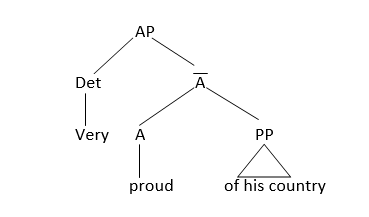 AP
Det A̅
Very A PP
proud of his country